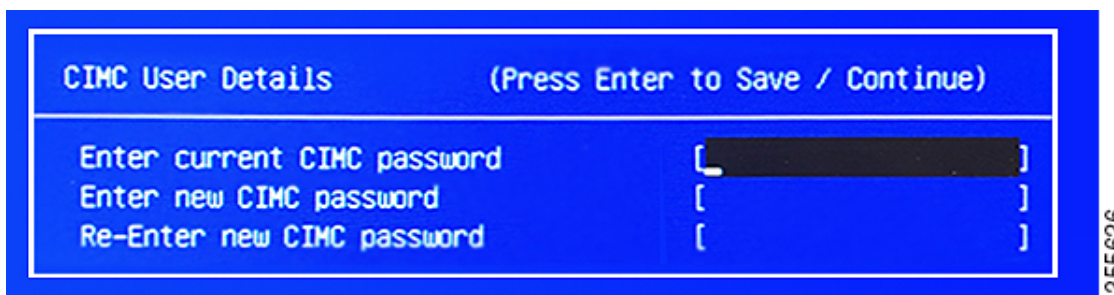 CIMC User Details (Press Enter to Save / Continue)
Enter current CIMC password [_ ]
Enter new CIMC password [ ]
Re-Enter new CIMC password [ ]
355626